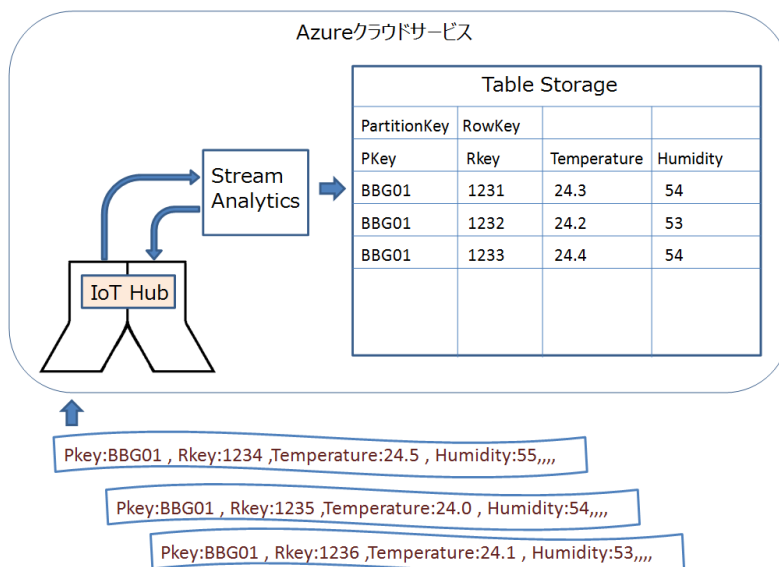 Azureクラウドサービス
Table Storage
PartitionKey RowKey
PKey Rkey Temperature Humidity
BBG01 1231 24.3 54
BBG01 1232 24.2 53
BBG01 1233 24.4 54
Stream
Analytics
IoT Hub
Pkey:BBG01 , Rkey:1234 ,Temperature:24.5 , Humidity:55,,,,
Pkey:BBG01 , Rkey:1235 ,Temperature:24.0 , Humidity:54,,,,
Pkey:BBG01 , Rkey:1236 ,Temperature:24.1 , Humidity:53,,,,